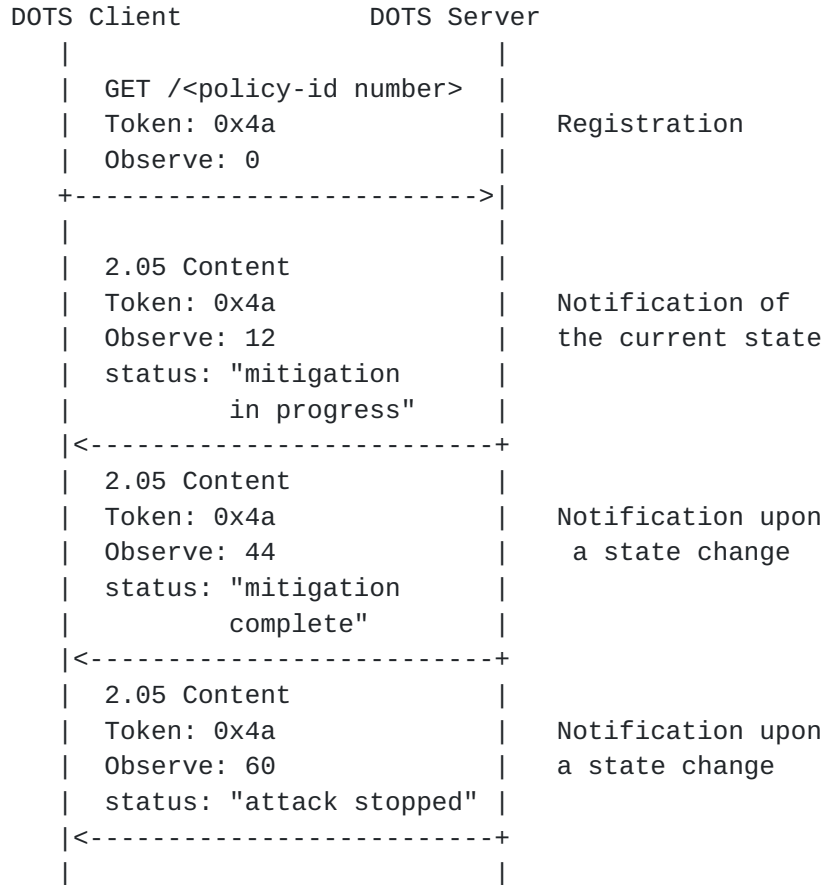 DOTS Client            DOTS Server
   |                           |
   |  GET /<policy-id number>  |
   |  Token: 0x4a              |   Registration
   |  Observe: 0               |
   +-------------------------->|
   |                           |
   |  2.05 Content             |
   |  Token: 0x4a              |   Notification of
   |  Observe: 12              |   the current state
   |  status: "mitigation      |
   |          in progress"     |
   |<--------------------------+
   |  2.05 Content             |
   |  Token: 0x4a              |   Notification upon
   |  Observe: 44              |    a state change
   |  status: "mitigation      |
   |          complete"        |
   |<--------------------------+
   |  2.05 Content             |
   |  Token: 0x4a              |   Notification upon
   |  Observe: 60              |   a state change
   |  status: "attack stopped" |
   |<--------------------------+
   |                           |